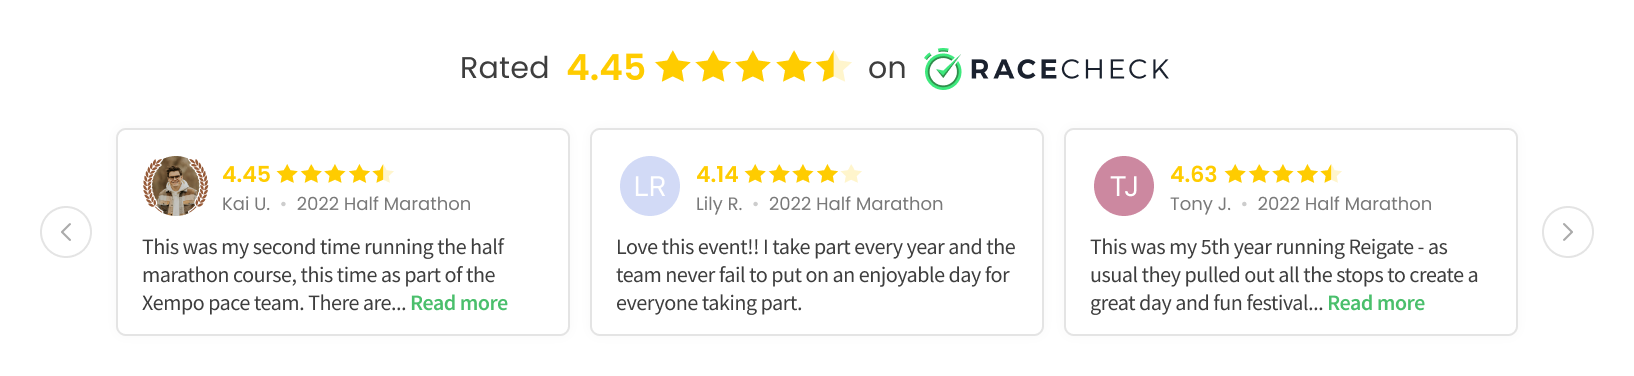 Rated 4.45 on RACECHECK
4.45
Kai U. • 2022 Half Marathon
This was my second time running the half
marathon course, this time as part of the
Xempo pace team. There are... Read more
LR
4.14
Lily R. • 2022 Half Marathon
Love this event!! I take part every year and the
team never fail to put on an enjoyable day for
everyone taking part.
TJ
4.63
Tony J. • 2022 Half Marathon
This was my 5th year running Reigate - as
usual they pulled out all the stops to create a
great day and fun festival... Read more